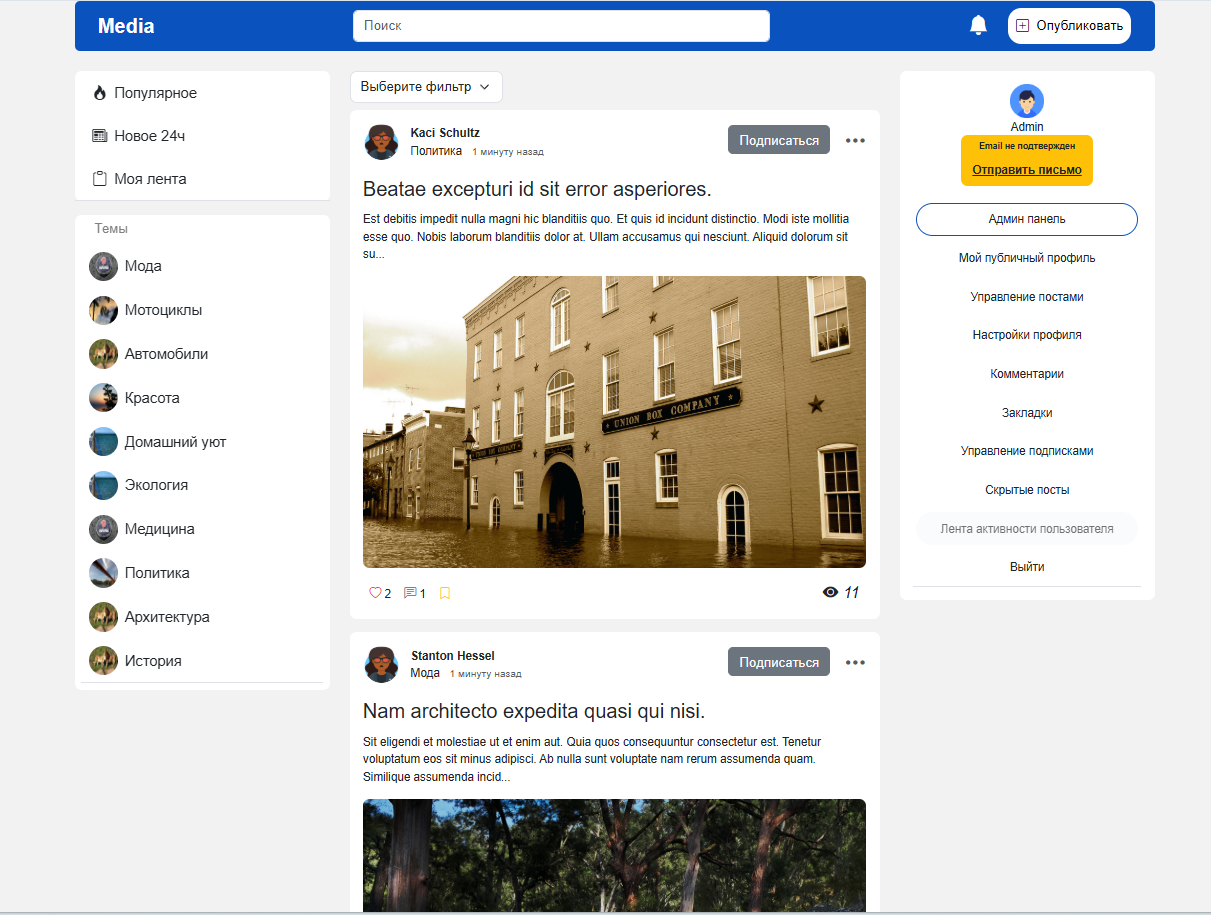 Media
Поиск
Опубликовать
Популярное
Новое 24ч
Моя лента
Темы
Мода
Мотоциклы
Автомобили
Красота
Домашний уют
Экология
Медицина
Политика
Архитектура
История
Выберите фильтр
Kaci Schultz
Политика 1 минуту назад
Подписаться
Beatae excepturi id sit error asperiores.
Est debitis impedit nulla magni hic blanditiis quo. Et quis id incidunt distinctio. Modi iste mollitia
esse quo. Nobis laborum blanditiis dolor at. Ullam accusamus qui nesciunt. Aliquid dolorum sit
su...
UNION BOX COMPANY
2 1
11
Stanton Hessel
Мода 1 минуту назад
Подписаться
Nam architecto expedita quasi qui nisi.
Sit eligendi et molestiae ut et enim aut. Quia quos consequuntur consectetur est. Tenetur
voluptatum eos sit minus adipisci. Ab nulla sunt voluptate nam rerum assumenda quam.
Similique assumenda incid...
Admin
Email не подтвержден
Отправить письмо
Админ панель
Мой публичный профиль
Управление постами
Настройки профиля
Комментарии
Закладки
Управление подписками
Скрытые посты
Лента активности пользователя
Выйти